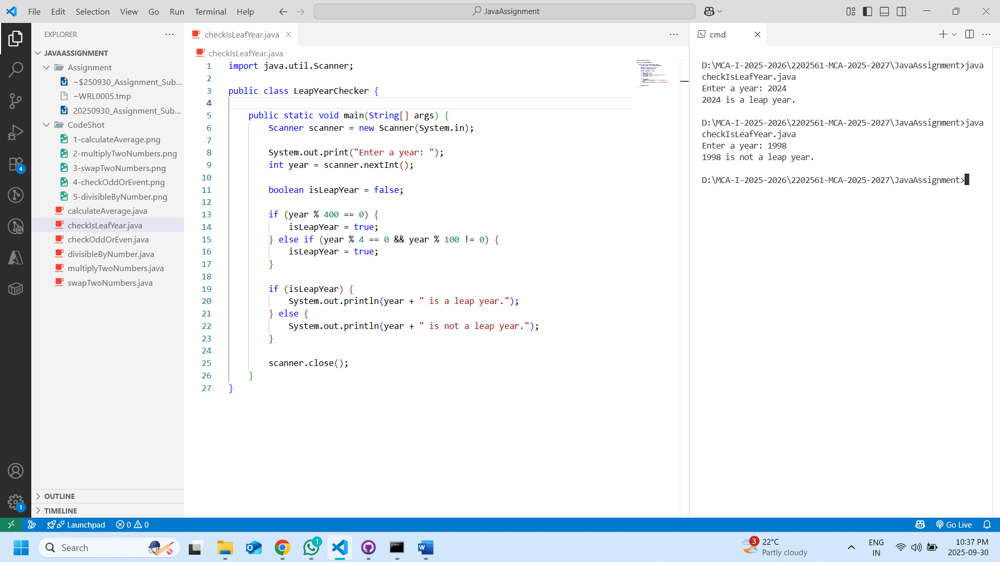 File Edit Selection View Go Run Terminal Help
JavaAssignment
EXPLORER
JAVAASSIGNMENT
Assignment
~$250930_Assignment_Sub...
~WRL0005.tmp
20250930_Assignment_Sub...
CodeShot
1-calculateAverage.png
2-multiplyTwoNumbers.png
3-swapTwoNumbers.png
4-checkOddOrEvent.png
5-divisibleByNumber.png
calculateAverage.java
checkIsLeafYear.java
checkOddOrEven.java
divisibleByNumber.java
multiplyTwoNumbers.java
swapTwoNumbers.java
OUTLINE
TIMELINE
4
1
checkIsLeafYear.java
checkIsLeafYear.java
1 import java.util.Scanner;
2
3 public class LeapYearChecker {
4
5 public static void main(String[] args) {
6 Scanner scanner = new Scanner(System.in);
7
8 System.out.print("Enter a year: ");
9 int year = scanner.nextInt();
10
11 boolean isLeapYear = false;
12
13 if (year % 400 == 0) {
14 isLeapYear = true;
15 } else if (year % 4 == 0 && year % 100 != 0) {
16 isLeapYear = true;
17 }
18
19 if (isLeapYear) {
20 System.out.println(year + " is a leap year.");
21 } else {
22 System.out.println(year + " is not a leap year.");
23 }
24
25 scanner.close();
26 }
27 }
cmd
D:\MCA-I-2025-2026\2202561-MCA-2025-2027\JavaAssignment>java
checkIsLeafYear.java
Enter a year: 2024
2024 is a leap year.
D:\MCA-I-2025-2026\2202561-MCA-2025-2027\JavaAssignment>java
checkIsLeafYear.java
Enter a year: 1998
1998 is not a leap year.
D:\MCA-I-2025-2026\2202561-MCA-2025-2027\JavaAssignment>
Launchpad 0 0
Go Live
Search
1
3
22°C
Partly cloudy
ENG
IN
10:37 PM
2025-09-30